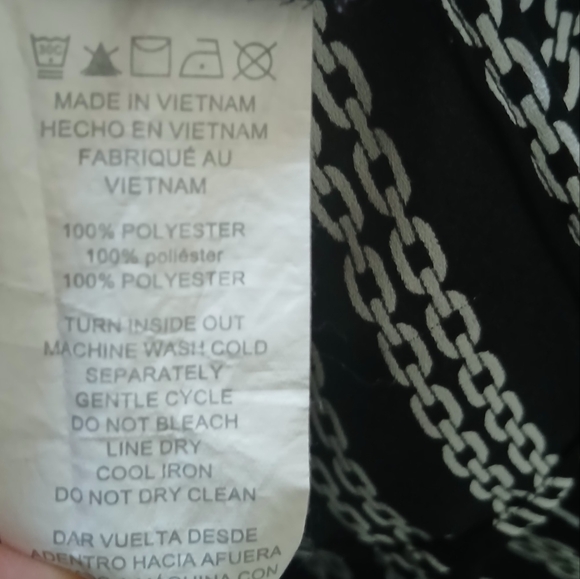 30C
MADE IN VIETNAM
HECHO EN VIETNAM
FABRIQUÉ AU
VIETNAM
100% POLYESTER
100% poliéster
100% POLYESTER
TURN INSIDE OUT
MACHINE WASH COLD
SEPARATELY
GENTLE CYCLE
DO NOT BLEACH
LINE DRY
COOL IRON
DO NOT DRY CLEAN
DAR VUELTA DESDE
ADENTRO HACIA AFUERA
CON